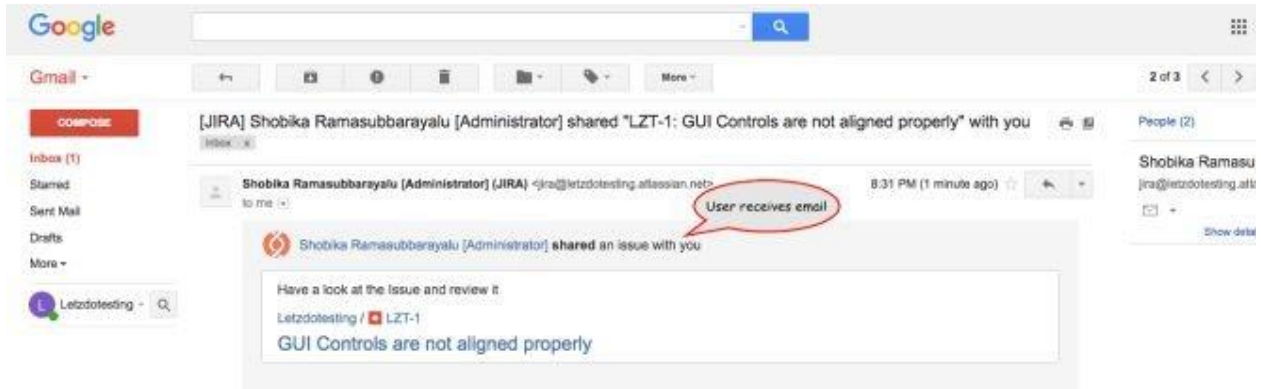 Google
Gmail
More
2 of 3
COMPOSE
[JIRA] Shobika Ramasubbarayalu [Administrator] shared "LZT-1: GUI Controls are not aligned properly" with you
People (2)
Inbox x
Inbox (1)
Shobika Ramasu
Starred
Shobika Ramasubbarayalu [Administrator] (JIRA) <jira@letzdotesting.atlassian.net>
8:31 PM (1 minute ago)
jira@letzdotesting.atla
Sent Mail
to me
User receives email
Drafts
Show detai
More
Shobika Ramasubbarayalu [Administrator] shared an issue with you
Have a look at the Issue and review it
L
Letzdotesting
Letzdotesting / LZT-1
GUI Controls are not aligned properly